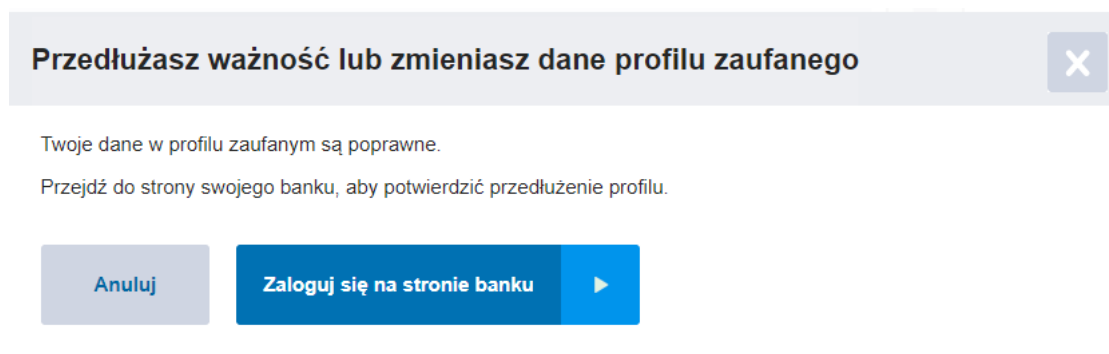 Przedłużasz ważność lub zmieniasz dane profilu zaufanego
Twoje dane w profilu zaufanym są poprawne.
Przejdź do strony swojego banku, aby potwierdzić przedłużenie profilu.
Anuluj
Zaloguj się na stronie banku